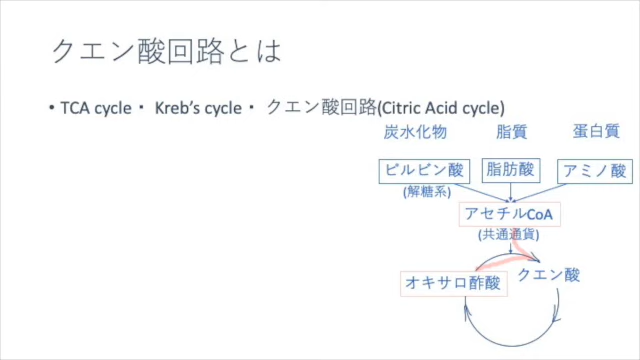 クエン酸回路とは
• TCA cycle・ Kreb’s cycle・ クエン酸回路(Citric Acid cycle)
炭水化物 脂質 蛋白質
ピルビン酸 脂肪酸 アミノ酸
(解糖系)
アセチルCoA
(共通通貨)
オキサロ酢酸 クエン酸